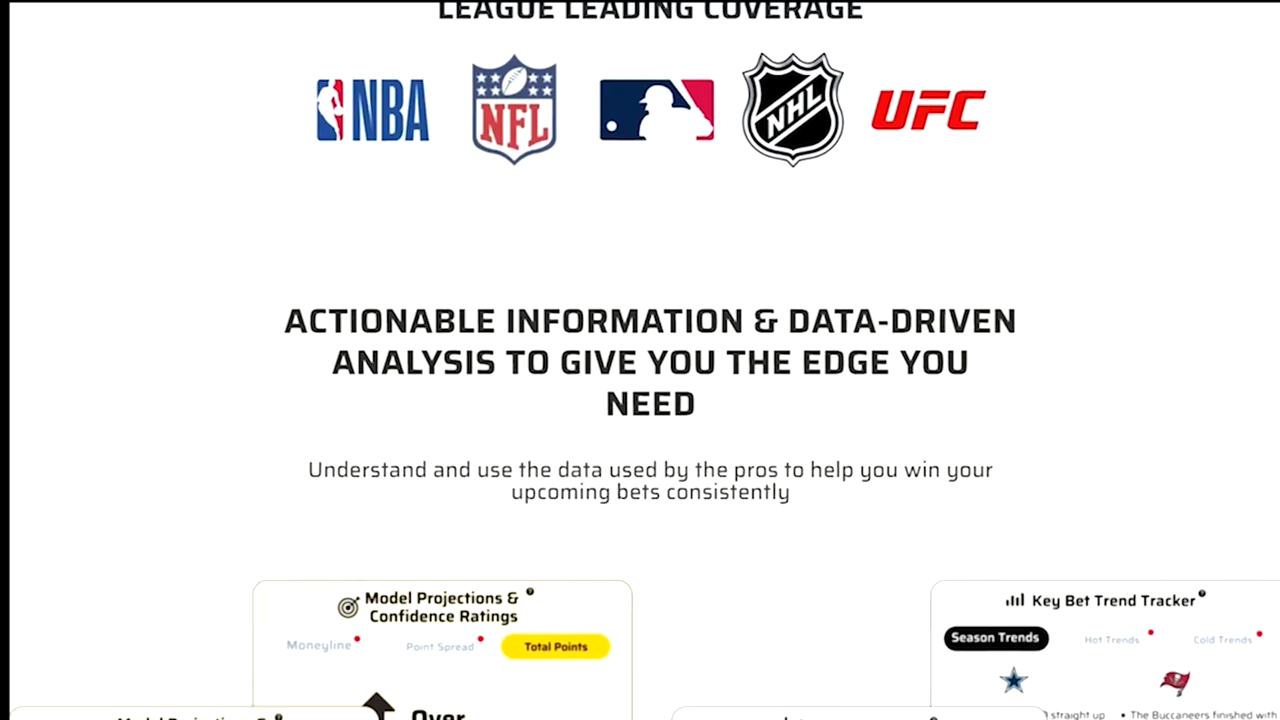 LEAGUE LEADING COVERAGE
NBA
NFL
NHL
UFC
ACTIONABLE INFORMATION & DATA-DRIVEN
ANALYSIS TO GIVE YOU THE EDGE YOU
NEED
Understand and use the data used by the pros to help you win your
upcoming bets consistently
Model Projections &
Confidence Ratings
Moneyline
Point Spread
Total Points
Over
Key Bet Trend Tracker
Season Trends
Hot Trends
Cold Trends
straight up
• The Buccaneers finished with